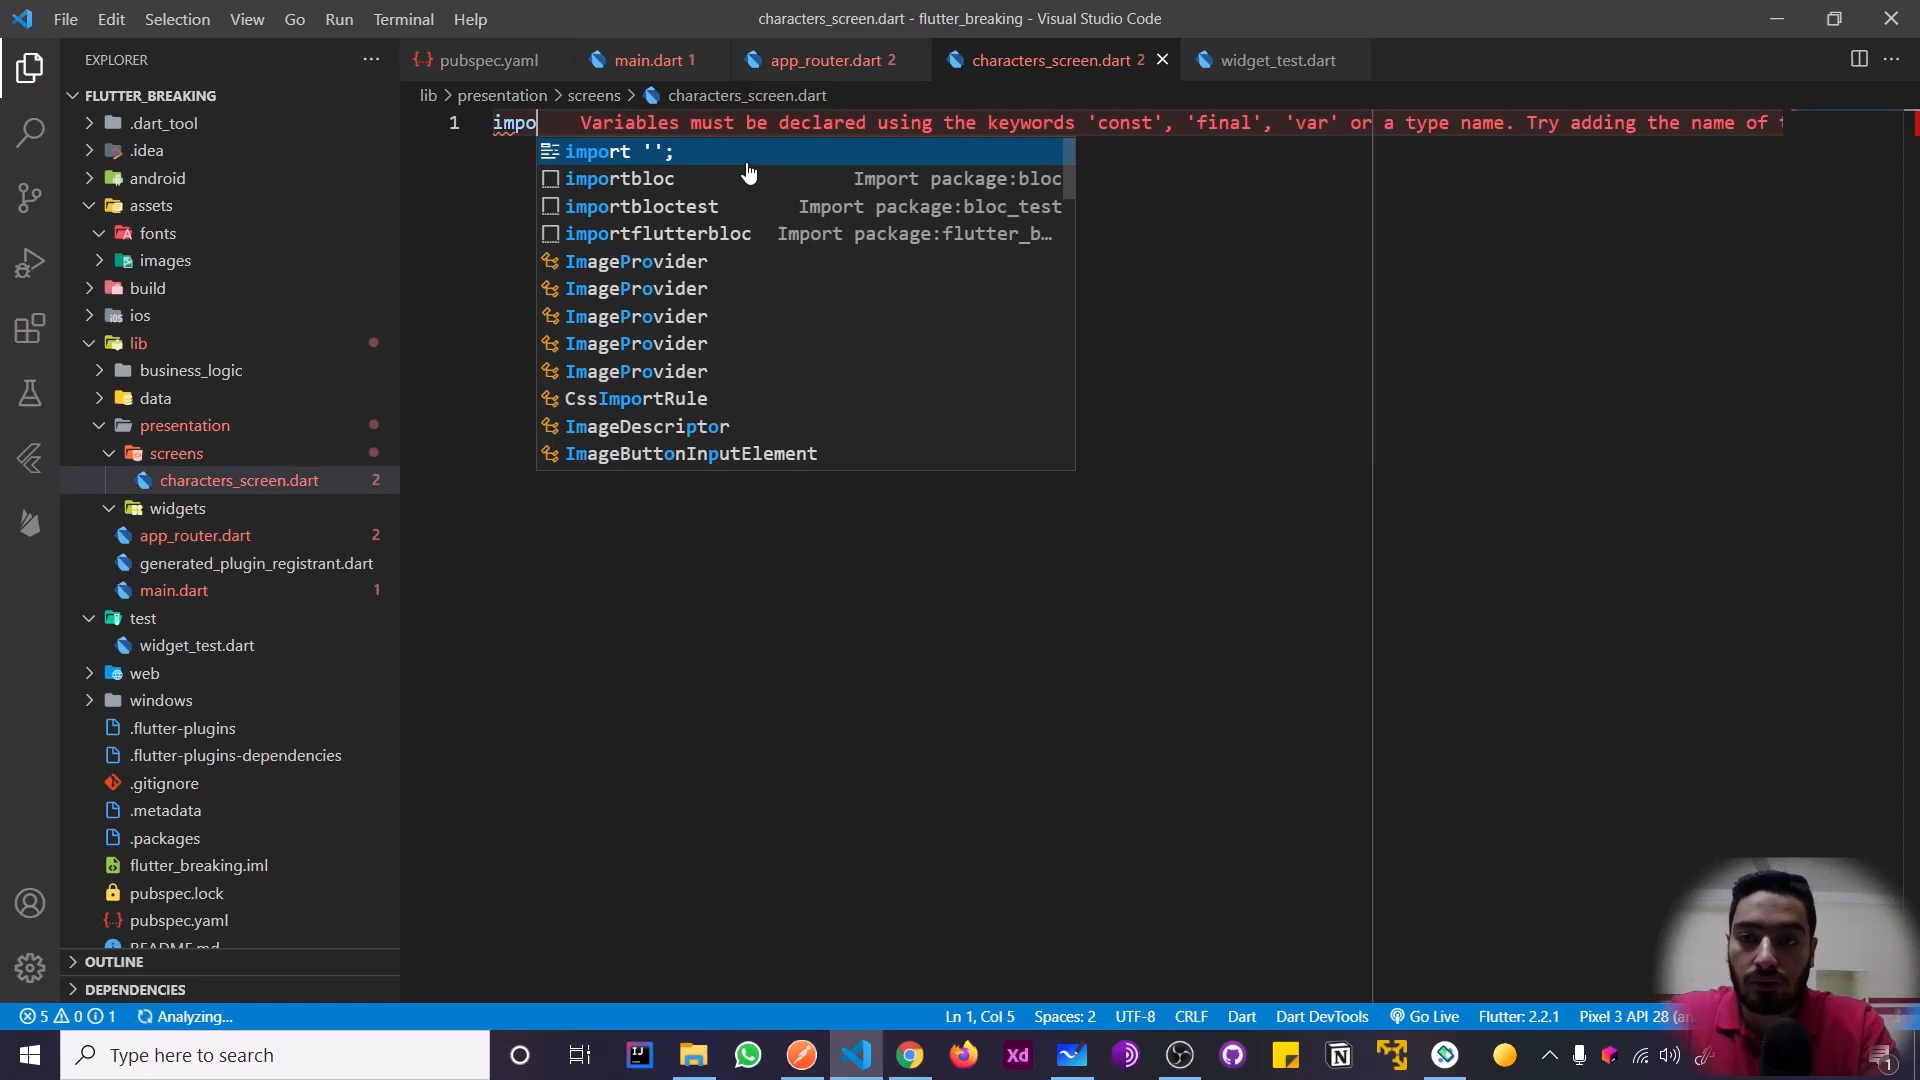 File Edit Selection View Go Run Terminal Help
characters_screen.dart - flutter_breaking - Visual Studio Code
EXPLORER
FLUTTER_BREAKING
.dart_tool
.idea
android
assets
fonts
images
build
ios
lib
business_logic
data
presentation
screens
characters_screen.dart 2
widgets
app_router.dart 2
generated_plugin_registrant.dart
main.dart 1
test
widget_test.dart
web
windows
.flutter-plugins
.flutter-plugins-dependencies
.gitignore
.metadata
.packages
flutter_breaking.iml
pubspec.lock
pubspec.yaml
README.md
OUTLINE
DEPENDENCIES
pubspec.yaml main.dart 1 app_router.dart 2 characters_screen.dart 2 widget_test.dart
lib > presentation > screens > characters_screen.dart
1 impo Variables must be declared using the keywords 'const', 'final', 'var' or a type name. Try adding the name of
import '';
importbloc Import package:bloc
importbloctest Import package:bloc_test
importflutterbloc Import package:flutter_b…
ImageProvider
ImageProvider
ImageProvider
ImageProvider
ImageProvider
CssImportRule
ImageDescriptor
ImageButtonInputElement
5 0 1 Analyzing... Ln 1, Col 5 Spaces: 2 UTF-8 CRLF Dart Dart DevTools Go Live Flutter: 2.2.1 Pixel 3 API 28 (an
Type here to search
1